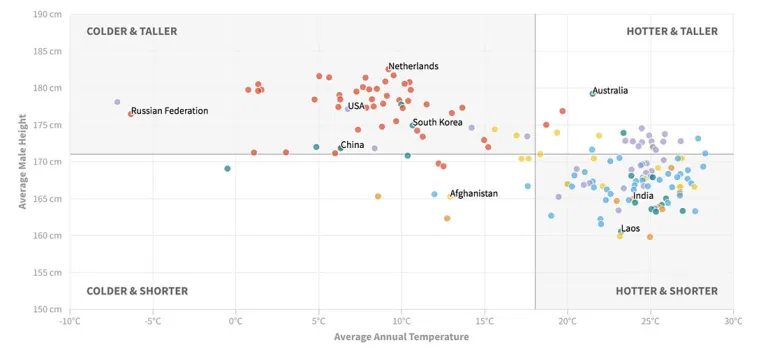 190 cm
COLDER & TALLER
HOTTER & TALLER
185 cm
Netherlands
180 cm
Australia
Russian Federation
USA
175 cm
South Korea
China
170 cm
Afghanistan
India
165 cm
Laos
160 cm
155 cm
COLDER & SHORTER
HOTTER & SHORTER
150 cm
-10°C
-5°C
0°C
5°C
10°C
15°C
20°C
25°C
30°C
Average Annual Temperature
Average Male Height